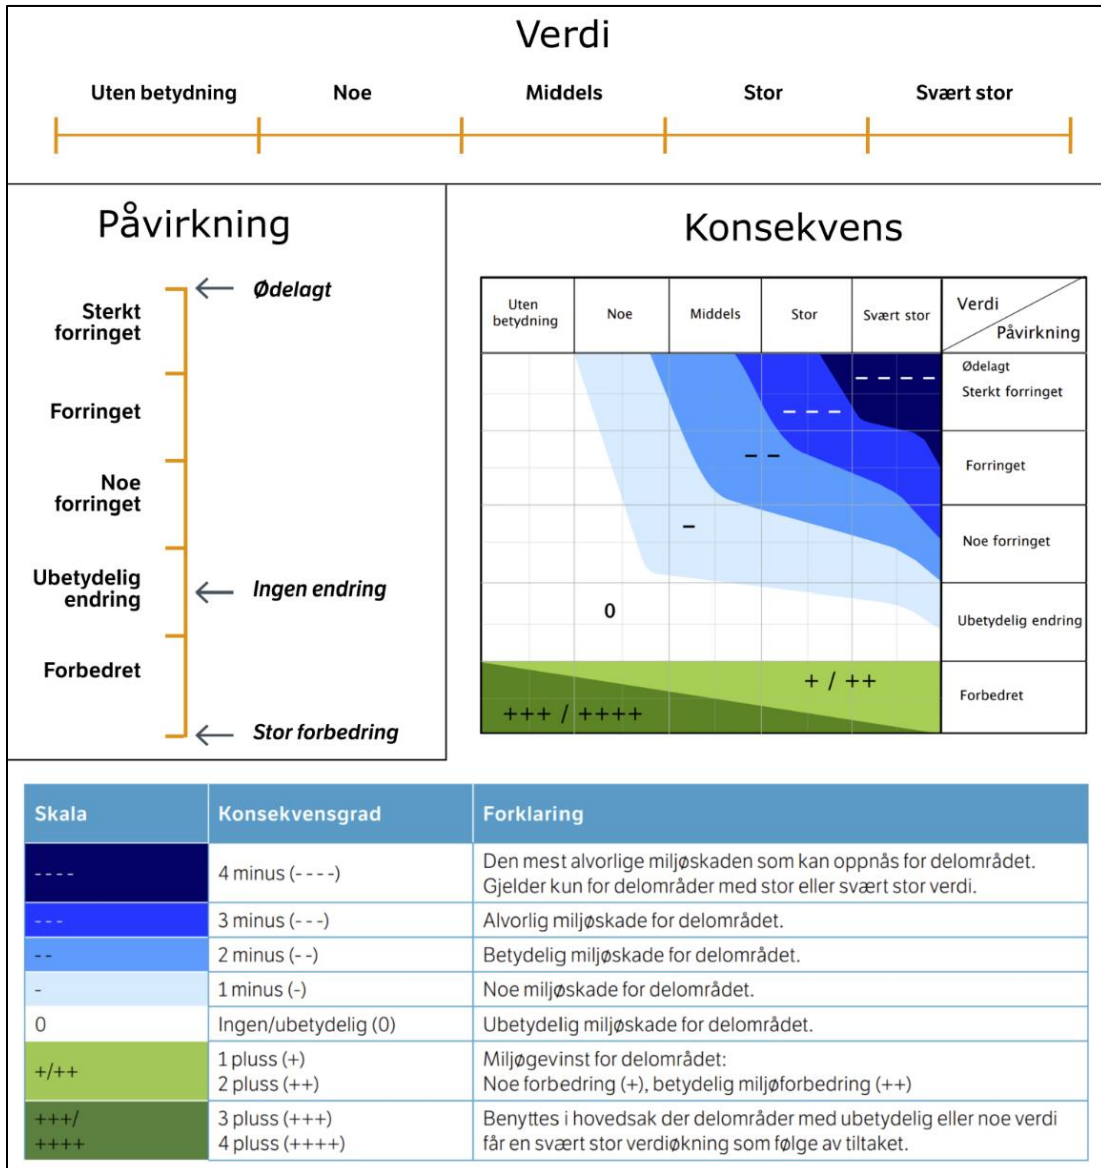 Verdi
Uten betydning Noe Middels Stor Svært stor
Påvirkning
Ødelagt
Sterkt
forringet
Forringet
Noe
forringet
Ubetydelig
endring
Ingen endring
Forbedret
Stor forbedring
Konsekvens
Uten
betydning
Noe
Middels
Stor
Svært stor
Verdi
Påvirkning
Ødelagt
Sterkt forringet
Forringet
Noe forringet
Ubetydelig endring
Forbedret
- - - -
- - -
- -
-
0
+ / ++
+++ / ++++
Skala Konsekvensgrad Forklaring
- - - - 4 minus (- - - -) Den mest alvorlige miljøskaden som kan oppnås for delområdet.
Gjelder kun for delområder med stor eller svært stor verdi.
- - - 3 minus (- - -) Alvorlig miljøskade for delområdet.
- - 2 minus (- -) Betydelig miljøskade for delområdet.
- 1 minus (-) Noe miljøskade for delområdet.
0 Ingen/ubetydelig (0) Ubetydelig miljøskade for delområdet.
+/++ 1 pluss (+) Miljøgevinst for delområdet:
2 pluss (++) Noe forbedring (+), betydelig miljøforbedring (++)
+++/ 3 pluss (+++) Benyttes i hovedsak der delområder med ubetydelig eller noe verdi
++++ 4 pluss (++++) får en svært stor verdiøkning som følge av tiltaket.